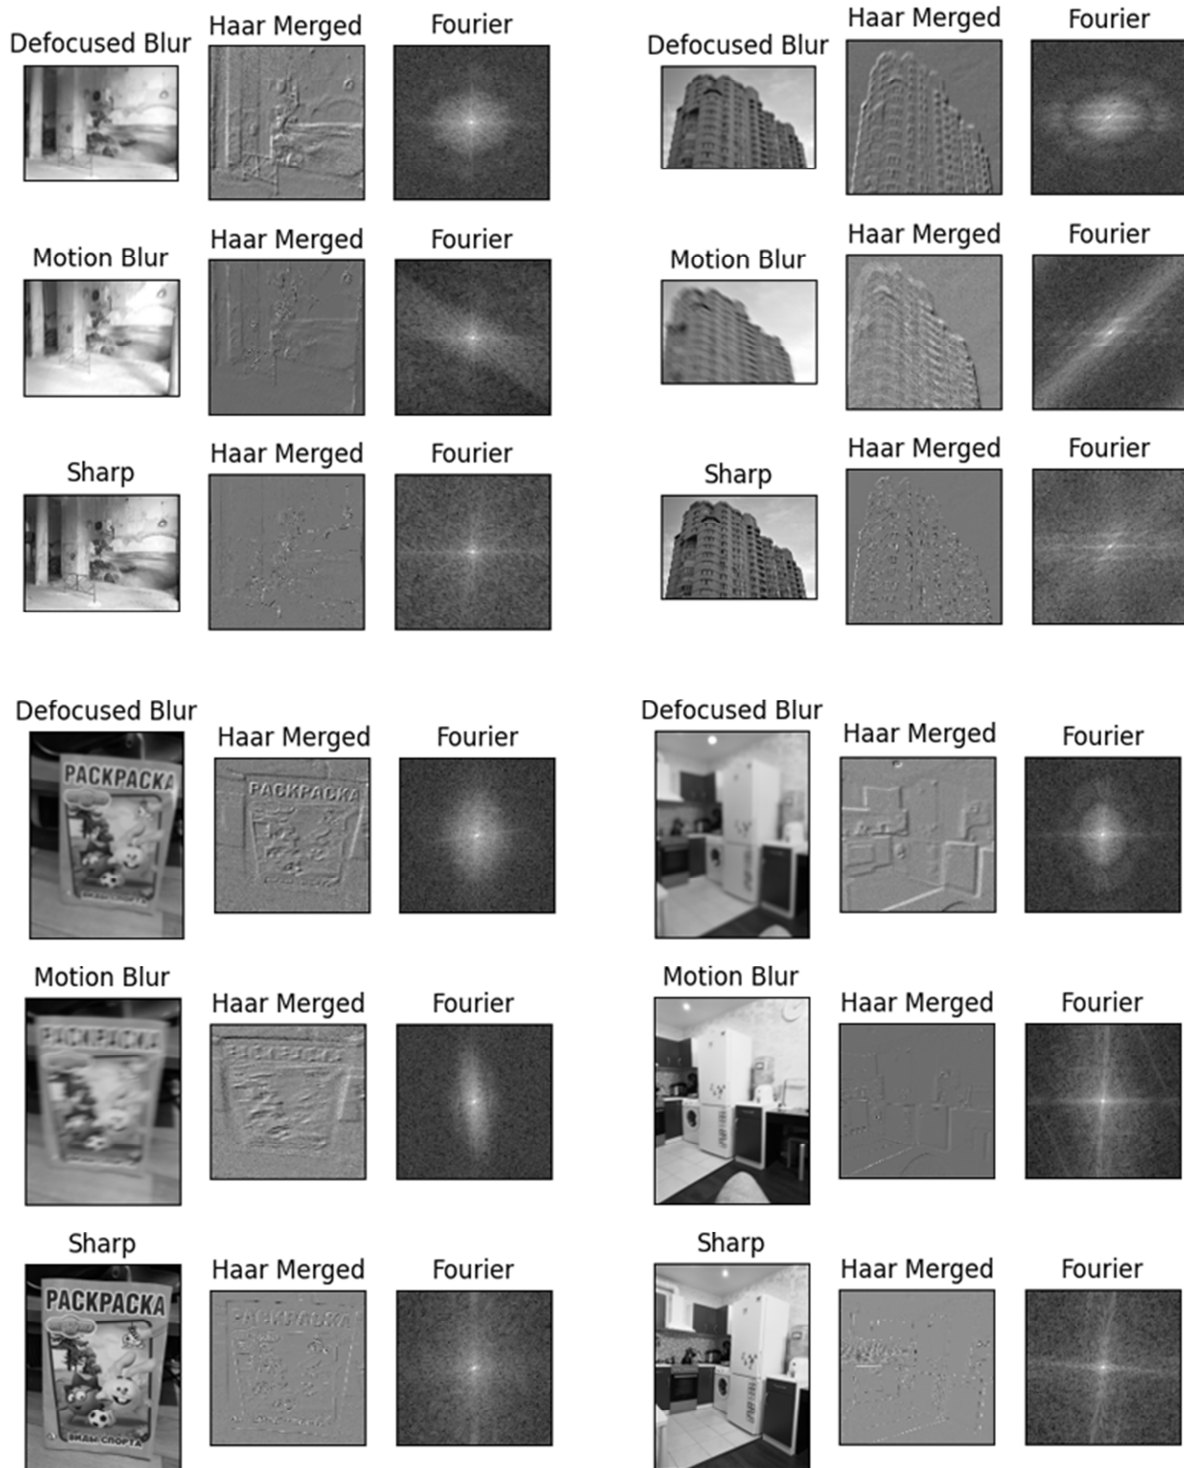 Defocused Blur
Haar Merged
Fourier
Motion Blur
Haar Merged
Fourier
Sharp
Haar Merged
Fourier
Defocused Blur
Haar Merged
Fourier
Motion Blur
Haar Merged
Fourier
Sharp
Haar Merged
Fourier
Defocused Blur
Haar Merged
Fourier
РАСКРАСКА
РАСКРАСКА
ВИДЫ СПОРТА
Motion Blur
Haar Merged
Fourier
Sharp
Haar Merged
Fourier
РАСКРАСКА
РАСКРАСКА
ВИДЫ СПОРТА
Defocused Blur
Haar Merged
Fourier
Motion Blur
Haar Merged
Fourier
Sharp
Haar Merged
Fourier